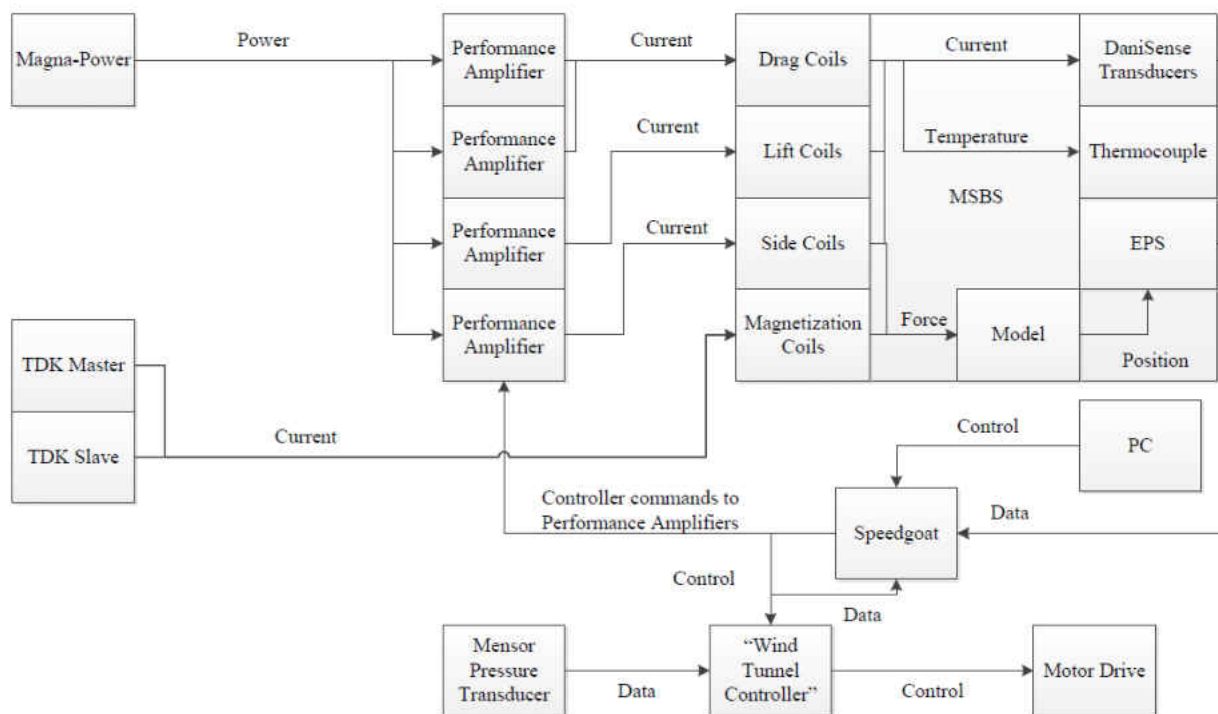 Magna-Power
Power
Performance
Amplifier
Current
Drag Coils
Current
DaniSense
Transducers
Performance
Amplifier
Current
Lift Coils
Temperature
Thermocouple
MSBS
Performance
Amplifier
Current
Side Coils
EPS
Performance
Amplifier
Magnetization
Coils
Force
Model
Position
TDK Master
TDK Slave
Current
Control
PC
Controller commands to
Performance Amplifiers
Speedgoat
Data
Control
Data
Mensor
Pressure
Transducer
Data
“Wind
Tunnel
Controller”
Control
Motor Drive